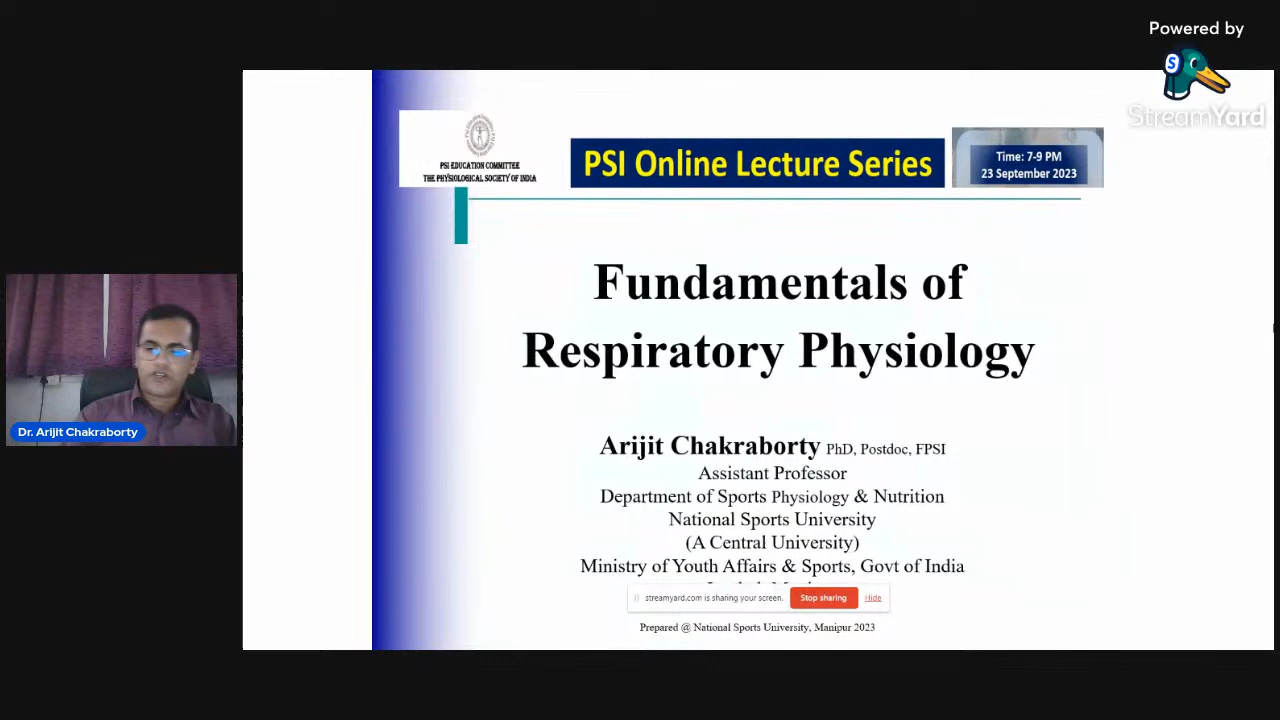 Powered by
StreamYard
PSI EDUCATION COMMITTEE
THE PHYSIOLOGICAL SOCIETY OF INDIA
PSI Online Lecture Series
Time: 7-9 PM
23 September 2023
Fundamentals of
Respiratory Physiology
Arijit Chakraborty PhD, Postdoc, FPSI
Assistant Professor
Department of Sports Physiology & Nutrition
National Sports University
(A Central University)
Ministry of Youth Affairs & Sports, Govt of India
streamyard.com is sharing your screen. Stop sharing Hide
Prepared @ National Sports University, Manipur 2023
Dr. Arijit Chakraborty